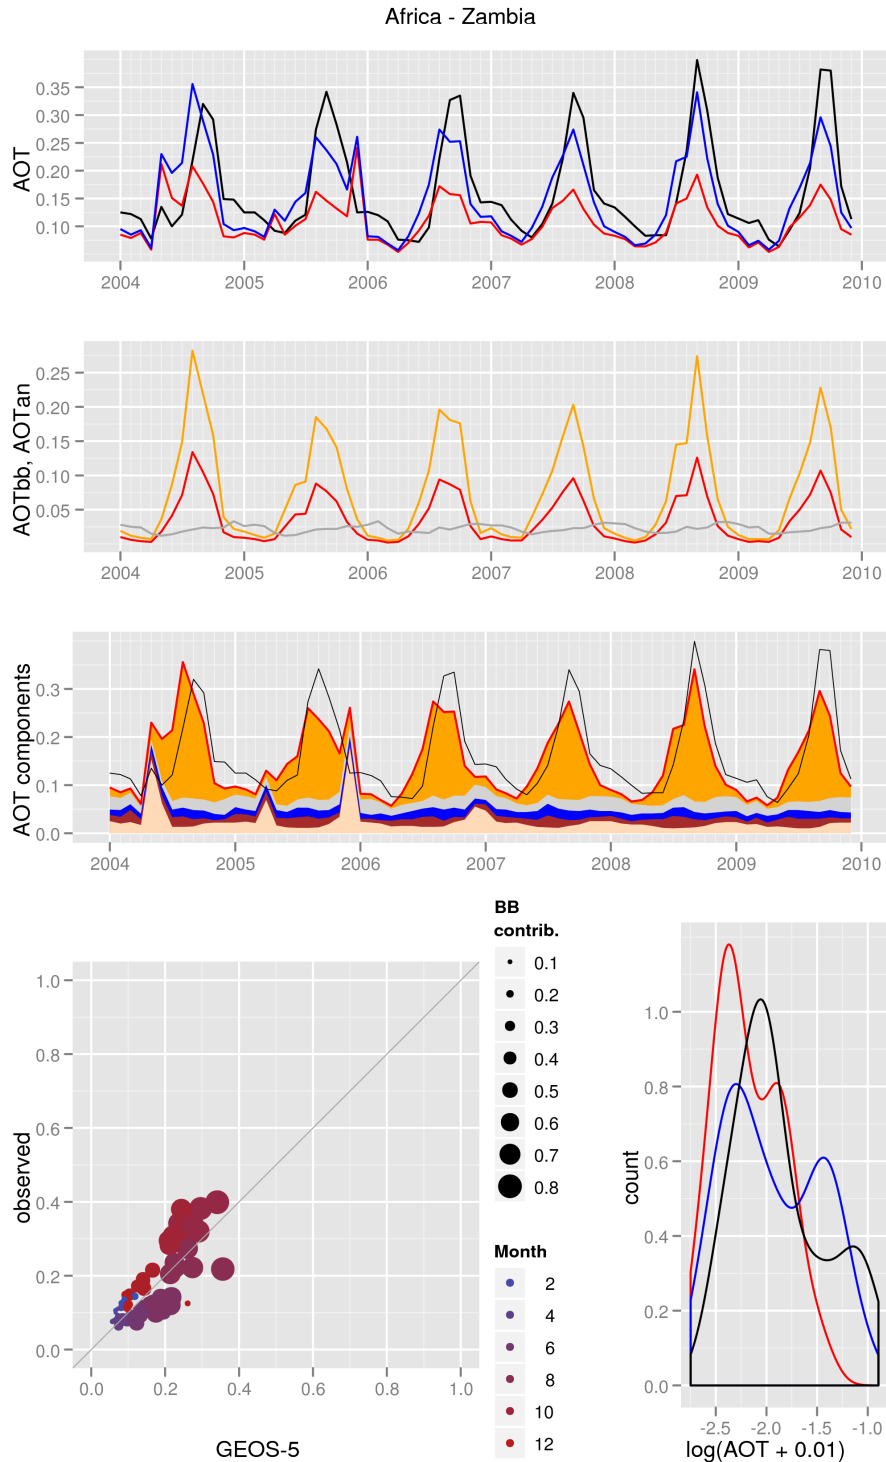 Africa - Zambia
AOT
0.35
0.30
0.25
0.20
0.15
0.10
2004 2005 2006 2007 2008 2009 2010
AOTbb, AOTan
0.25
0.20
0.15
0.10
0.05
2004 2005 2006 2007 2008 2009 2010
AOT components
0.3
0.2
0.1
0.0
2004 2005 2006 2007 2008 2009 2010
observed
1.0
0.8
0.6
0.4
0.2
0.0
0.0 0.2 0.4 0.6 0.8 1.0
GEOS-5
BB
contrib.
0.1
0.2
0.3
0.4
0.5
0.6
0.7
0.8
Month
2
4
6
8
10
12
count
1.0
0.8
0.6
0.4
0.2
0.0
-2.5 -2.0 -1.5 -1.0
log(AOT + 0.01)